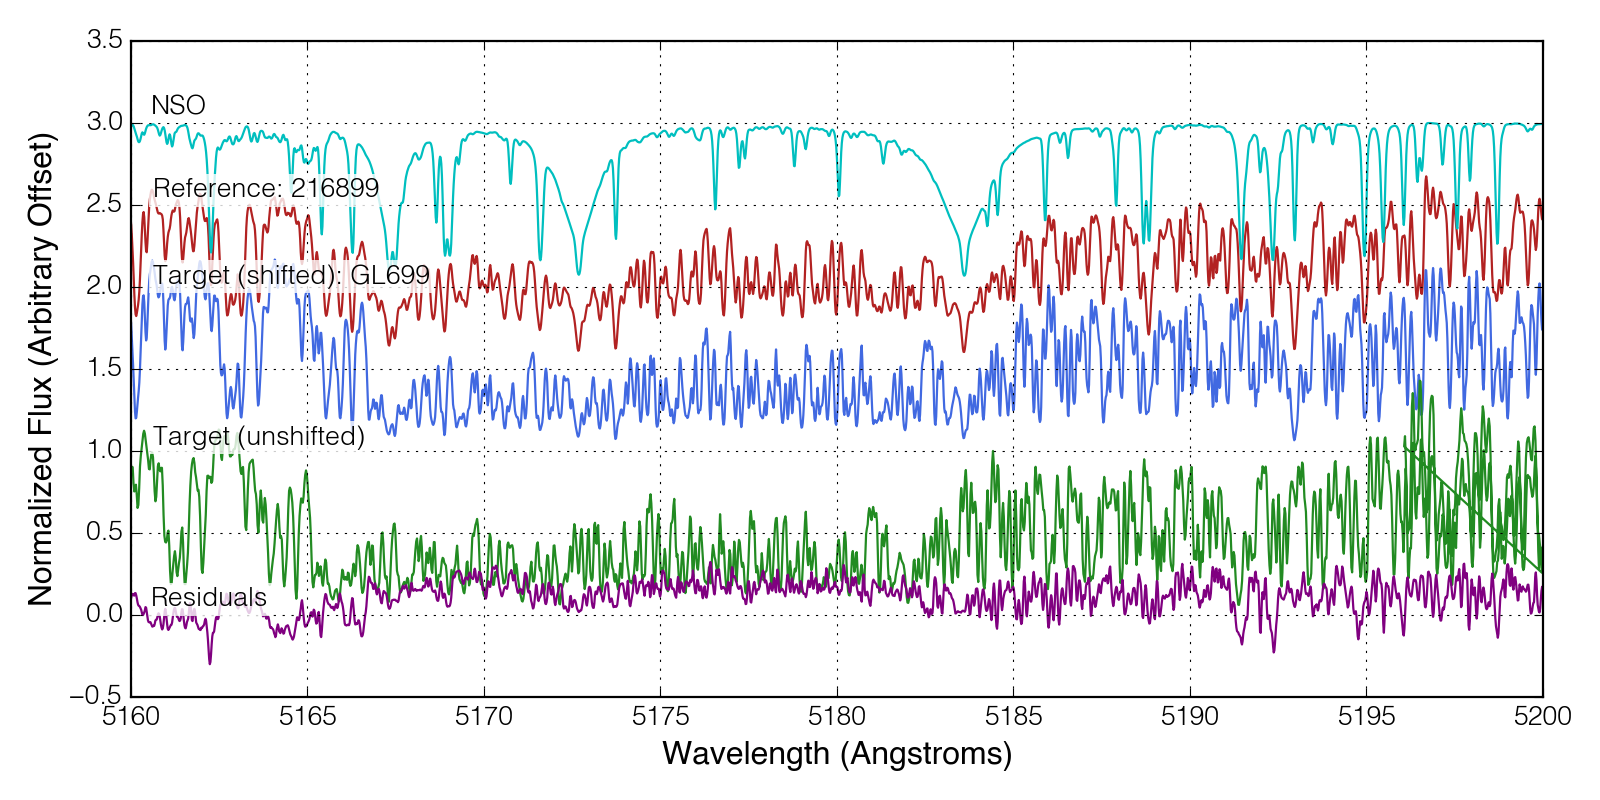 3.5
NSO
3.0
Reference: 216899
2.5
Target (shifted): GL699
2.0
1.5
Target (unshifted)
1.0
0.5
Residuals
0.0
−0.5
5160 5165 5170 5175 5180 5185 5190 5195 5200
Wavelength (Angstroms)
Normalized Flux (Arbitrary Offset)